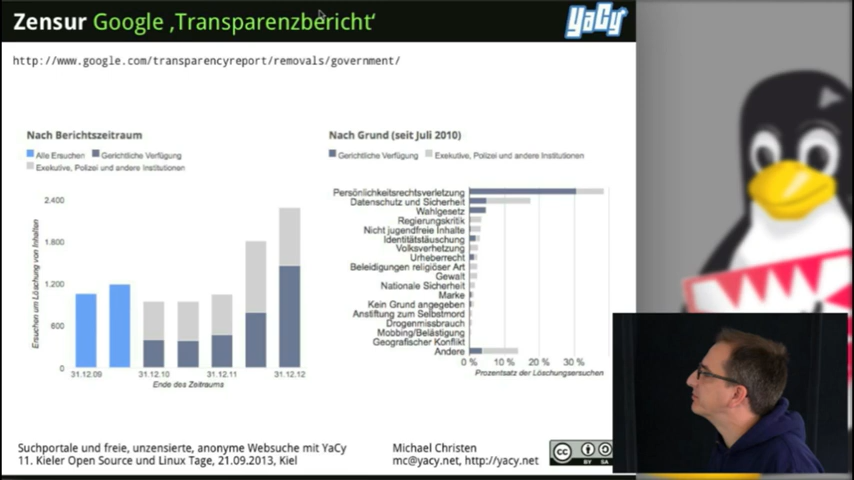 Zensur Google ‚Transparenzbericht‘
YaCy
http://www.google.com/transparencyreport/removals/government/
Nach Berichtszeitraum
Alle Ersuchen Gerichtliche Verfügung
Exekutive, Polizei und andere Institutionen
Ersuchen um Löschung von Inhalten
2.400
1.800
1.200
600
0
31.12.09 31.12.10 31.12.11 31.12.12
Ende des Zeitraums
Nach Grund (seit Juli 2010)
Gerichtliche Verfügung Exekutive, Polizei und andere Institutionen
Persönlichkeitsrechtsverletzung
Datenschutz und Sicherheit
Wahlgesetz
Regierungskritik
Nicht jugendfreie Inhalte
Identitätstäuschung
Volksverhetzung
Urheberrecht
Beleidigungen religiöser Art
Gewalt
Nationale Sicherheit
Marke
Kein Grund angegeben
Anstiftung zum Selbstmord
Drogenmissbrauch
Mobbing/Belästigung
Geografischer Konflikt
Andere
0 % 10 % 20 % 30 %
Prozentsatz der Löschungsersuchen
Suchportale und freie, unzensierte, anonyme Websuche mit YaCy
11. Kieler Open Source und Linux Tage, 21.09.2013, Kiel
Michael Christen
mc@yacy.net, http://yacy.net
cc
BY SA